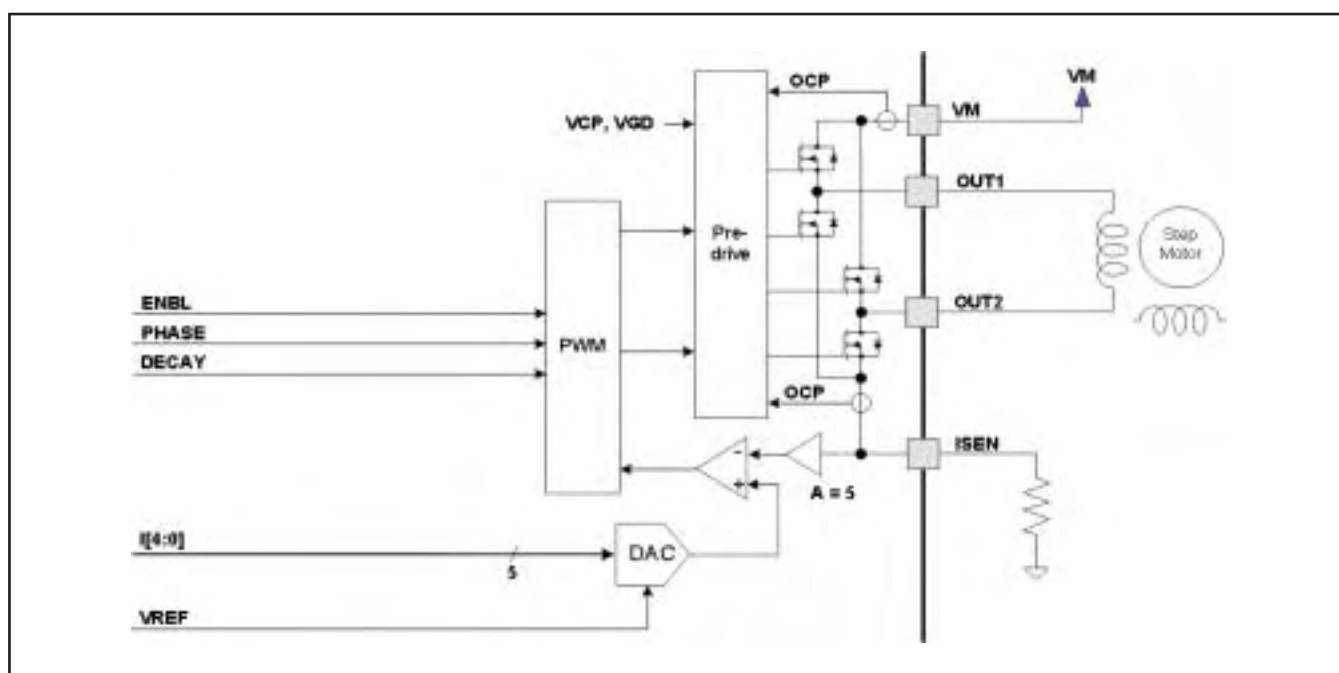 OCP
VM
VCP, VGD
VM
OUT1
Pre-
drive
Step
Motor
ENBL
OUT2
PHASE
PWM
DECAY
OCP
ISEN
-
+
A = 5
I[4:0]
5
DAC
VREF